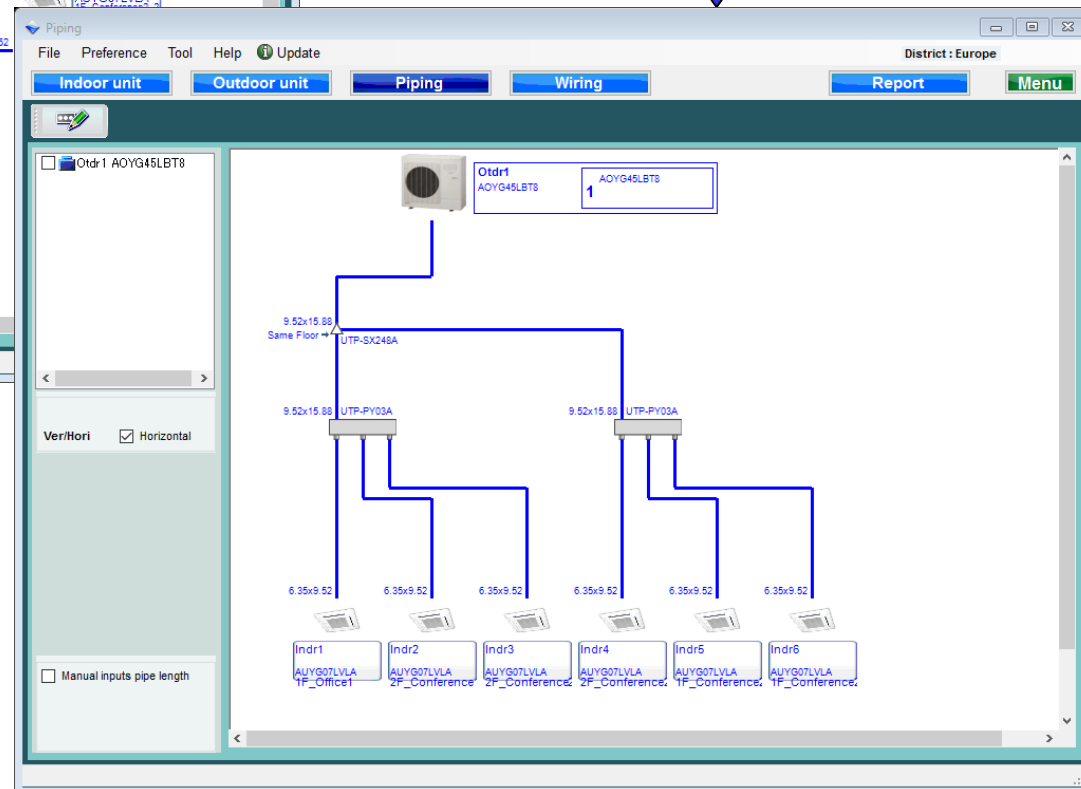 52
Piping
File Preference Tool Help Update
District : Europe
Indoor unit Outdoor unit Piping Wiring Report Menu
Otdr1 AOYG45LBT8
Otdr1
AOYG45LBT8
AOYG45LBT8
1
9.52x15.88
Same Floor
UTP-SX248A
9.52x15.88 UTP-PY03A
9.52x15.88 UTP-PY03A
Ver/Hori Horizontal
6.35x9.52 6.35x9.52 6.35x9.52 6.35x9.52 6.35x9.52 6.35x9.52
Indr1 Indr2 Indr3 Indr4 Indr5 Indr6
AUYG07LVLA AUYG07LVLA AUYG07LVLA AUYG07LVLA AUYG07LVLA AUYG07LVLA
1F_Office1 2F_Conference 2F_Conference 2F_Conference 1F_Conference 1F_Conference
Manual inputs pipe length